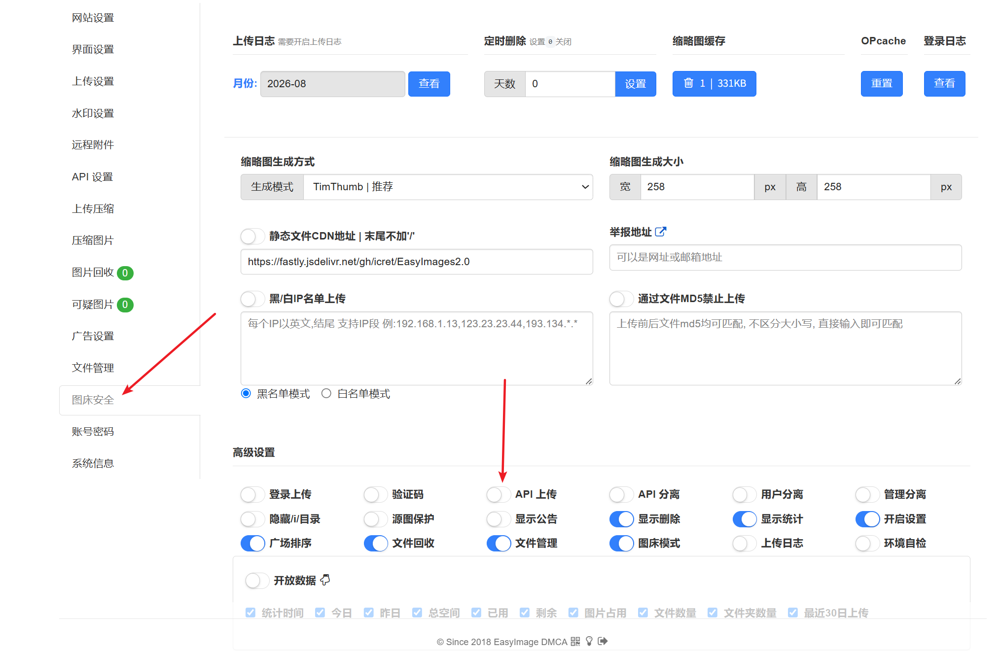 网站设置
界面设置
上传设置
水印设置
远程附件
API 设置
上传压缩
压缩图片
图片回收 0
可疑图片 0
广告设置
文件管理
图床安全
账号密码
系统信息
上传日志 需要开启上传日志
月份: 2026-08 查看
定时删除 设置 0 关闭
天数 0 设置
缩略图缓存
1 | 331KB
OPcache
重置
登录日志
查看
缩略图生成方式
生成模式 TimThumb | 推荐
缩略图生成大小
宽 258 px 高 258 px
静态文件CDN地址 | 末尾不加'/'
https://fastly.jsdelivr.net/gh/icret/EasyImages2.0
举报地址
可以是网址或邮箱地址
黑/白IP名单上传
每个IP以英文,结尾 支持IP段 例:192.168.1.13,123.23.23.44,193.134.*.*
黑名单模式 白名单模式
通过文件MD5禁止上传
上传前后文件md5均可匹配, 不区分大小写, 直接输入即可匹配
高级设置
登录上传 验证码 API 上传 API 分离 用户分离 管理分离
隐藏/i/目录 源图保护 显示公告 显示删除 显示统计 开启设置
广场排序 文件回收 文件管理 图床模式 上传日志 环境自检
开放数据
统计时间 今日 昨日 总空间 已用 剩余 图片占用 文件数量 文件夹数量 最近30日上传
© Since 2018 EasyImage DMCA